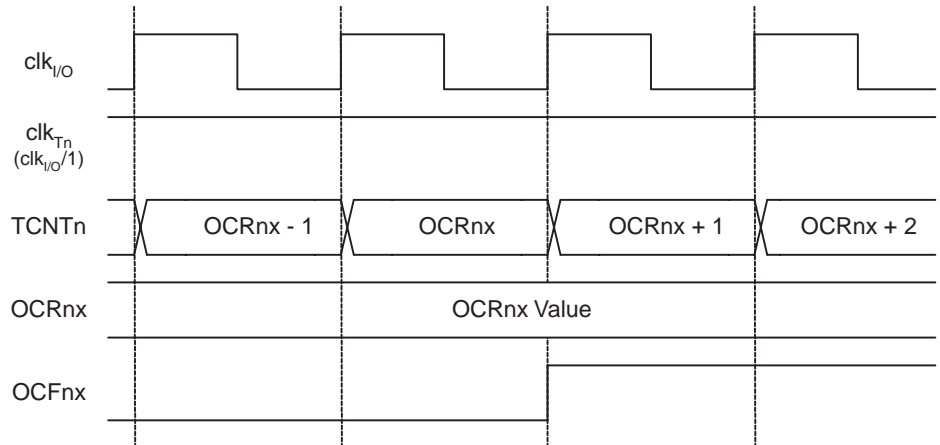 clkI/O
clkTn
(clkI/O/1)
TCNTn OCRnx - 1 OCRnx OCRnx + 1 OCRnx + 2
OCRnx OCRnx Value
OCFnx